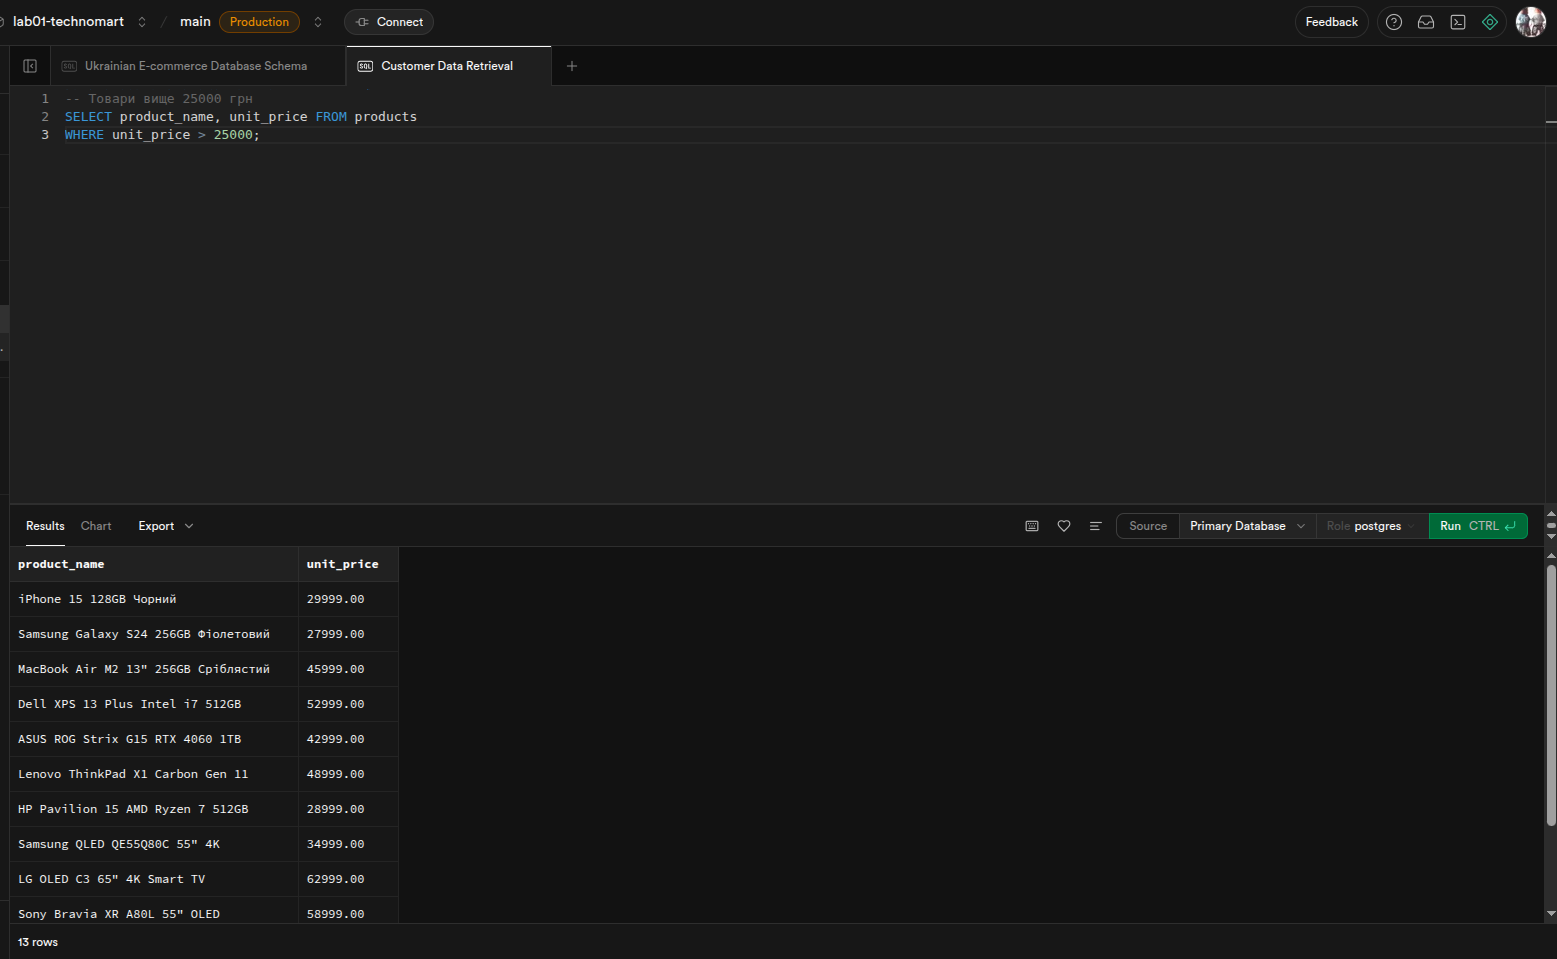 lab01-technomart / main Production Connect Feedback
Ukrainian E-commerce Database Schema Customer Data Retrieval
1 -- Товари вище 25000 грн
2 SELECT product_name, unit_price FROM products
3 WHERE unit_price > 25000;
Results Chart Export Source Primary Database Role postgres Run CTRL
product_name unit_price
iPhone 15 128GB Чорний 29999.00
Samsung Galaxy S24 256GB Фіолетовий 27999.00
MacBook Air M2 13" 256GB Сріблястий 45999.00
Dell XPS 13 Plus Intel i7 512GB 52999.00
ASUS ROG Strix G15 RTX 4060 1TB 42999.00
Lenovo ThinkPad X1 Carbon Gen 11 48999.00
HP Pavilion 15 AMD Ryzen 7 512GB 28999.00
Samsung QLED QE55Q80C 55" 4K 34999.00
LG OLED C3 65" 4K Smart TV 62999.00
Sony Bravia XR A80L 55" OLED 58999.00
13 rows